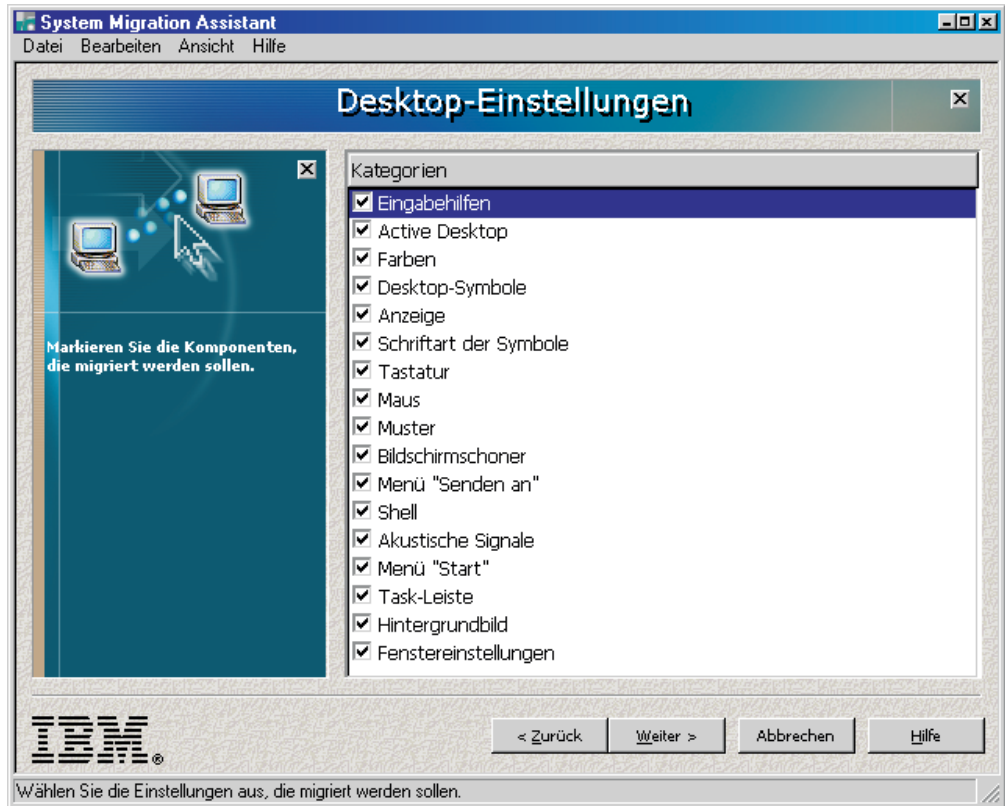 System Migration Assistant
Datei Bearbeiten Ansicht Hilfe
Desktop-Einstellungen
Markieren Sie die Komponenten,
die migriert werden sollen.
Kategorien
Eingabehilfen
Active Desktop
Farben
Desktop-Symbole
Anzeige
Schriftart der Symbole
Tastatur
Maus
Muster
Bildschirmschoner
Menü "Senden an"
Shell
Akustische Signale
Menü "Start"
Task-Leiste
Hintergrundbild
Fenstereinstellungen
IBM®
< Zurück Weiter > Abbrechen Hilfe
Wählen Sie die Einstellungen aus, die migriert werden sollen.